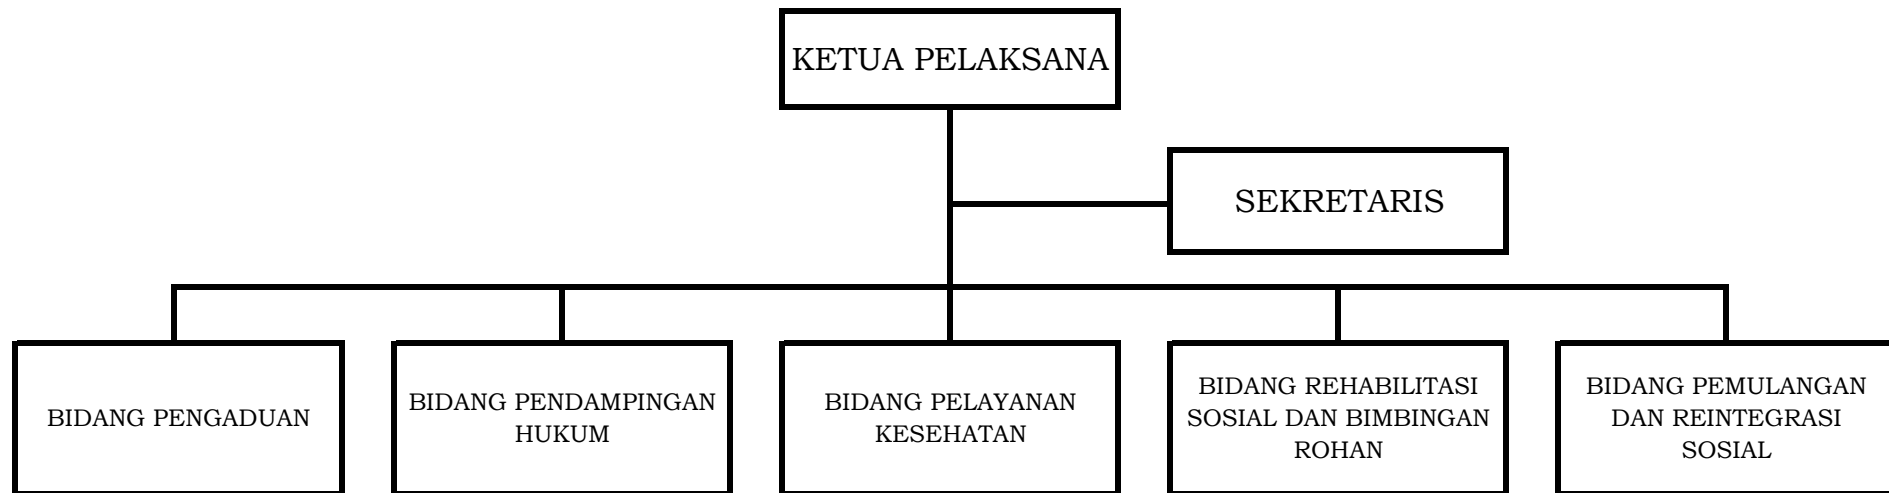 KETUA PELAKSANA
SEKRETARIS
BIDANG PENGADUAN
BIDANG PENDAMPINGAN
HUKUM
BIDANG PELAYANAN
KESEHATAN
BIDANG REHABILITASI
SOSIAL DAN BIMBINGAN
ROHAN
BIDANG PEMULANGAN
DAN REINTEGRASI
SOSIAL